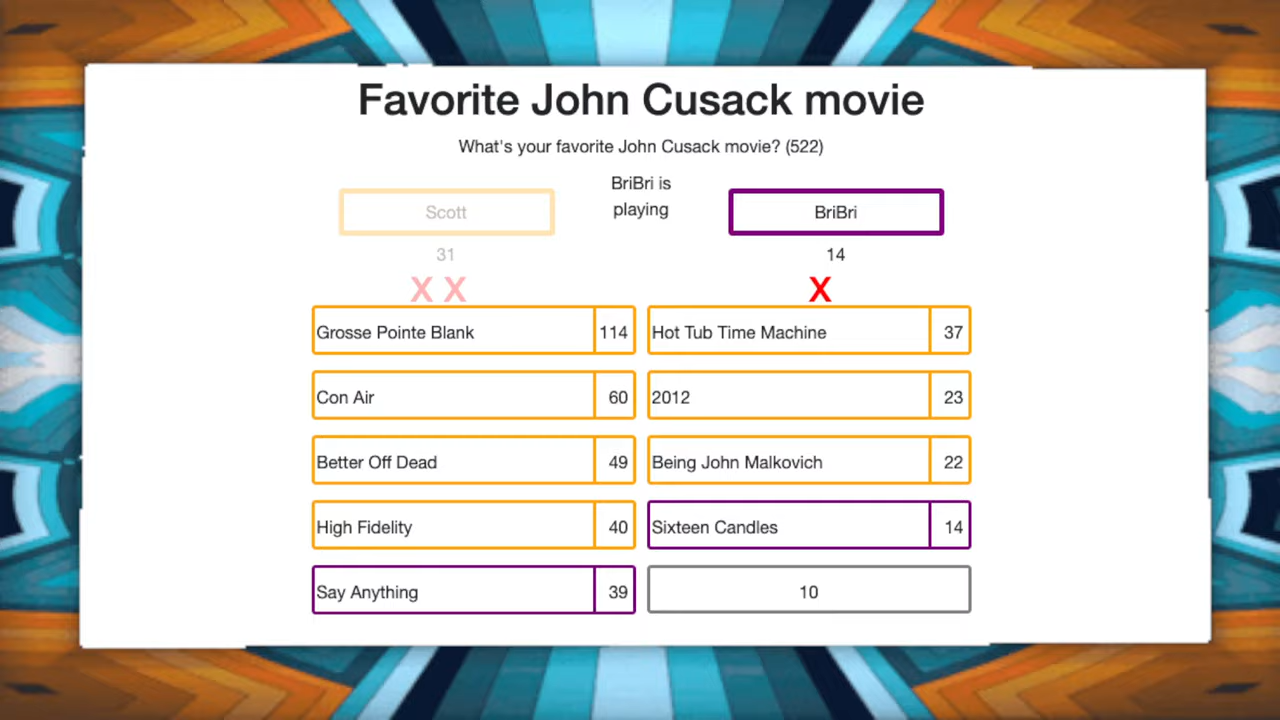 Favorite John Cusack movie
What's your favorite John Cusack movie? (522)
BriBri is
playing
Scott
BriBri
31
14
X X
X
Grosse Pointe Blank 114
Hot Tub Time Machine 37
Con Air 60
2012 23
Better Off Dead 49
Being John Malkovich 22
High Fidelity 40
Sixteen Candles 14
Say Anything 39
10